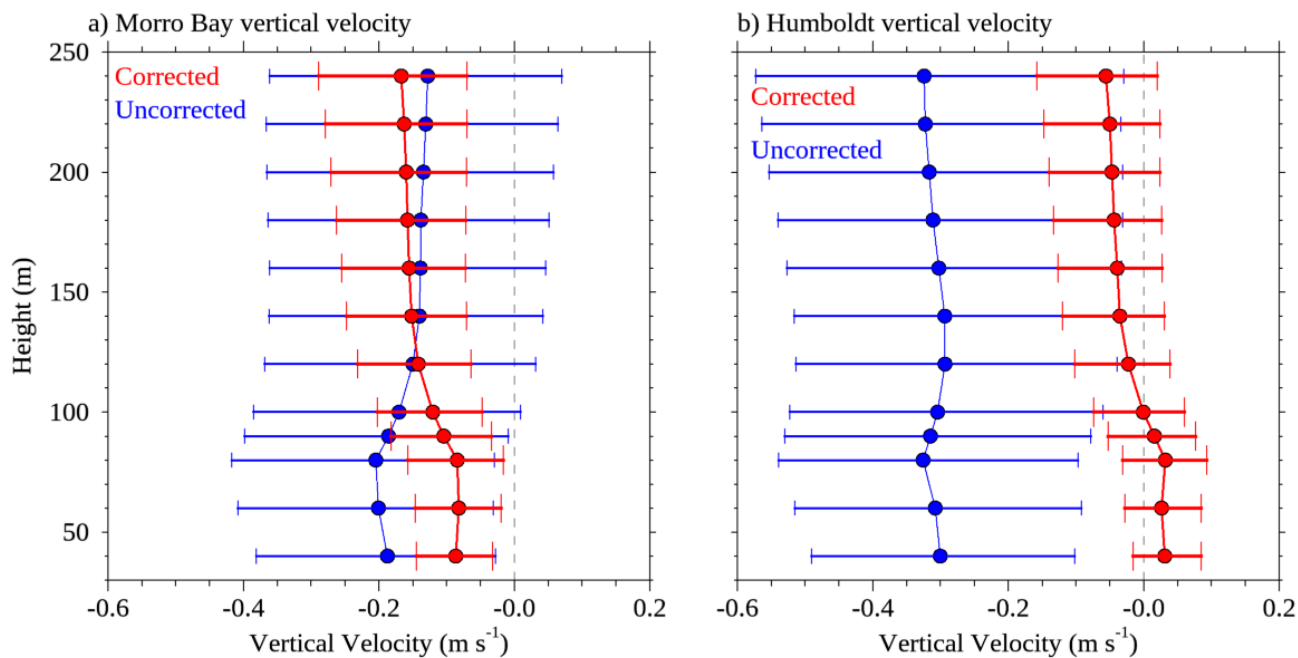 a) Morro Bay vertical velocity
b) Humboldt vertical velocity
250
200
150
100
50
Height (m)
Corrected
Uncorrected
-0.6
-0.4
-0.2
-0.0
0.2
Vertical Velocity (m s⁻¹)
Corrected
Uncorrected
-0.6
-0.4
-0.2
-0.0
0.2
Vertical Velocity (m s⁻¹)